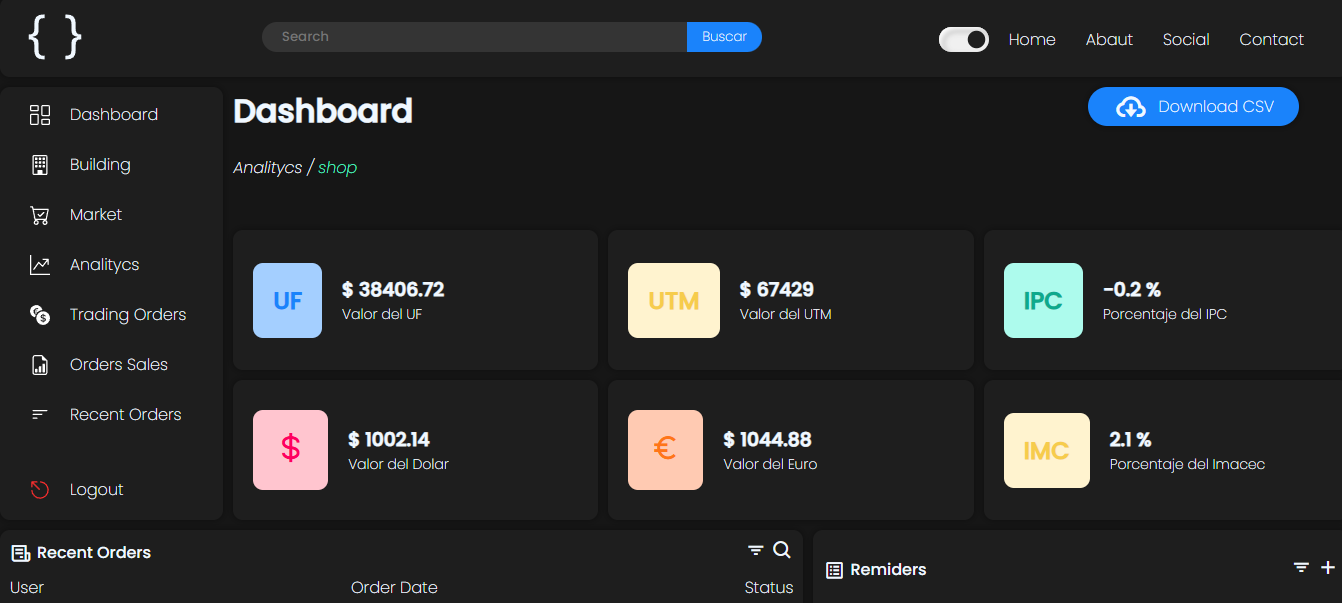 { }
Search Buscar Home Abaut Social Contact
Dashboard
Building
Market
Analitycs
Trading Orders
Orders Sales
Recent Orders
Logout
Dashboard
Download CSV
Analitycs / shop
UF
$ 38406.72
Valor del UF
UTM
$ 67429
Valor del UTM
IPC
-0.2 %
Porcentaje del IPC
$
$ 1002.14
Valor del Dolar
€
$ 1044.88
Valor del Euro
IMC
2.1 %
Porcentaje del Imacec
Recent Orders
User Order Date Status
Remiders